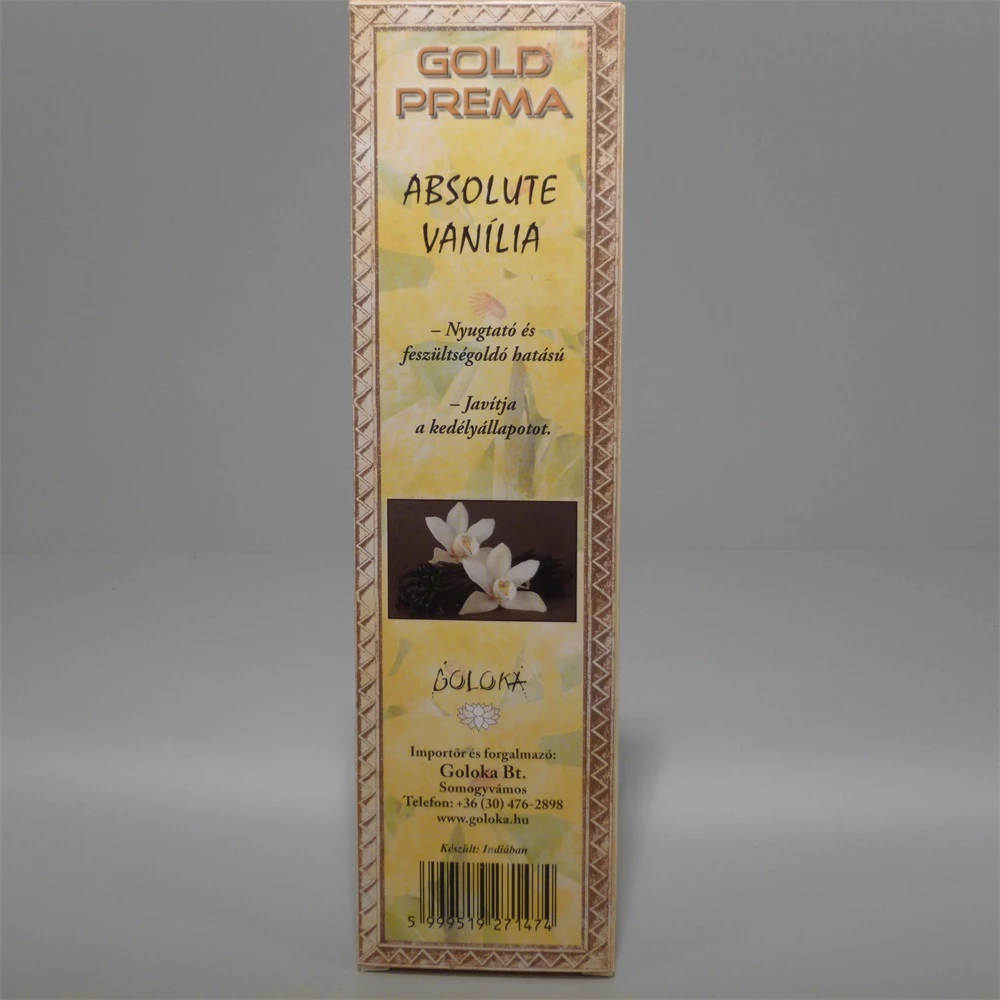 GOLD
PREMA
ABSOLUTE
VANÍLIA
– Nyugtató és
feszültségoldó hatású
– Javítja
a kedélyállapotot.
GOLOKA
Importőr és forgalmazó:
Goloka Bt.
Somogyvámos
Telefon: +36 (30) 476-2898
www.goloka.hu
Készült: Indiában
5 999519 271474